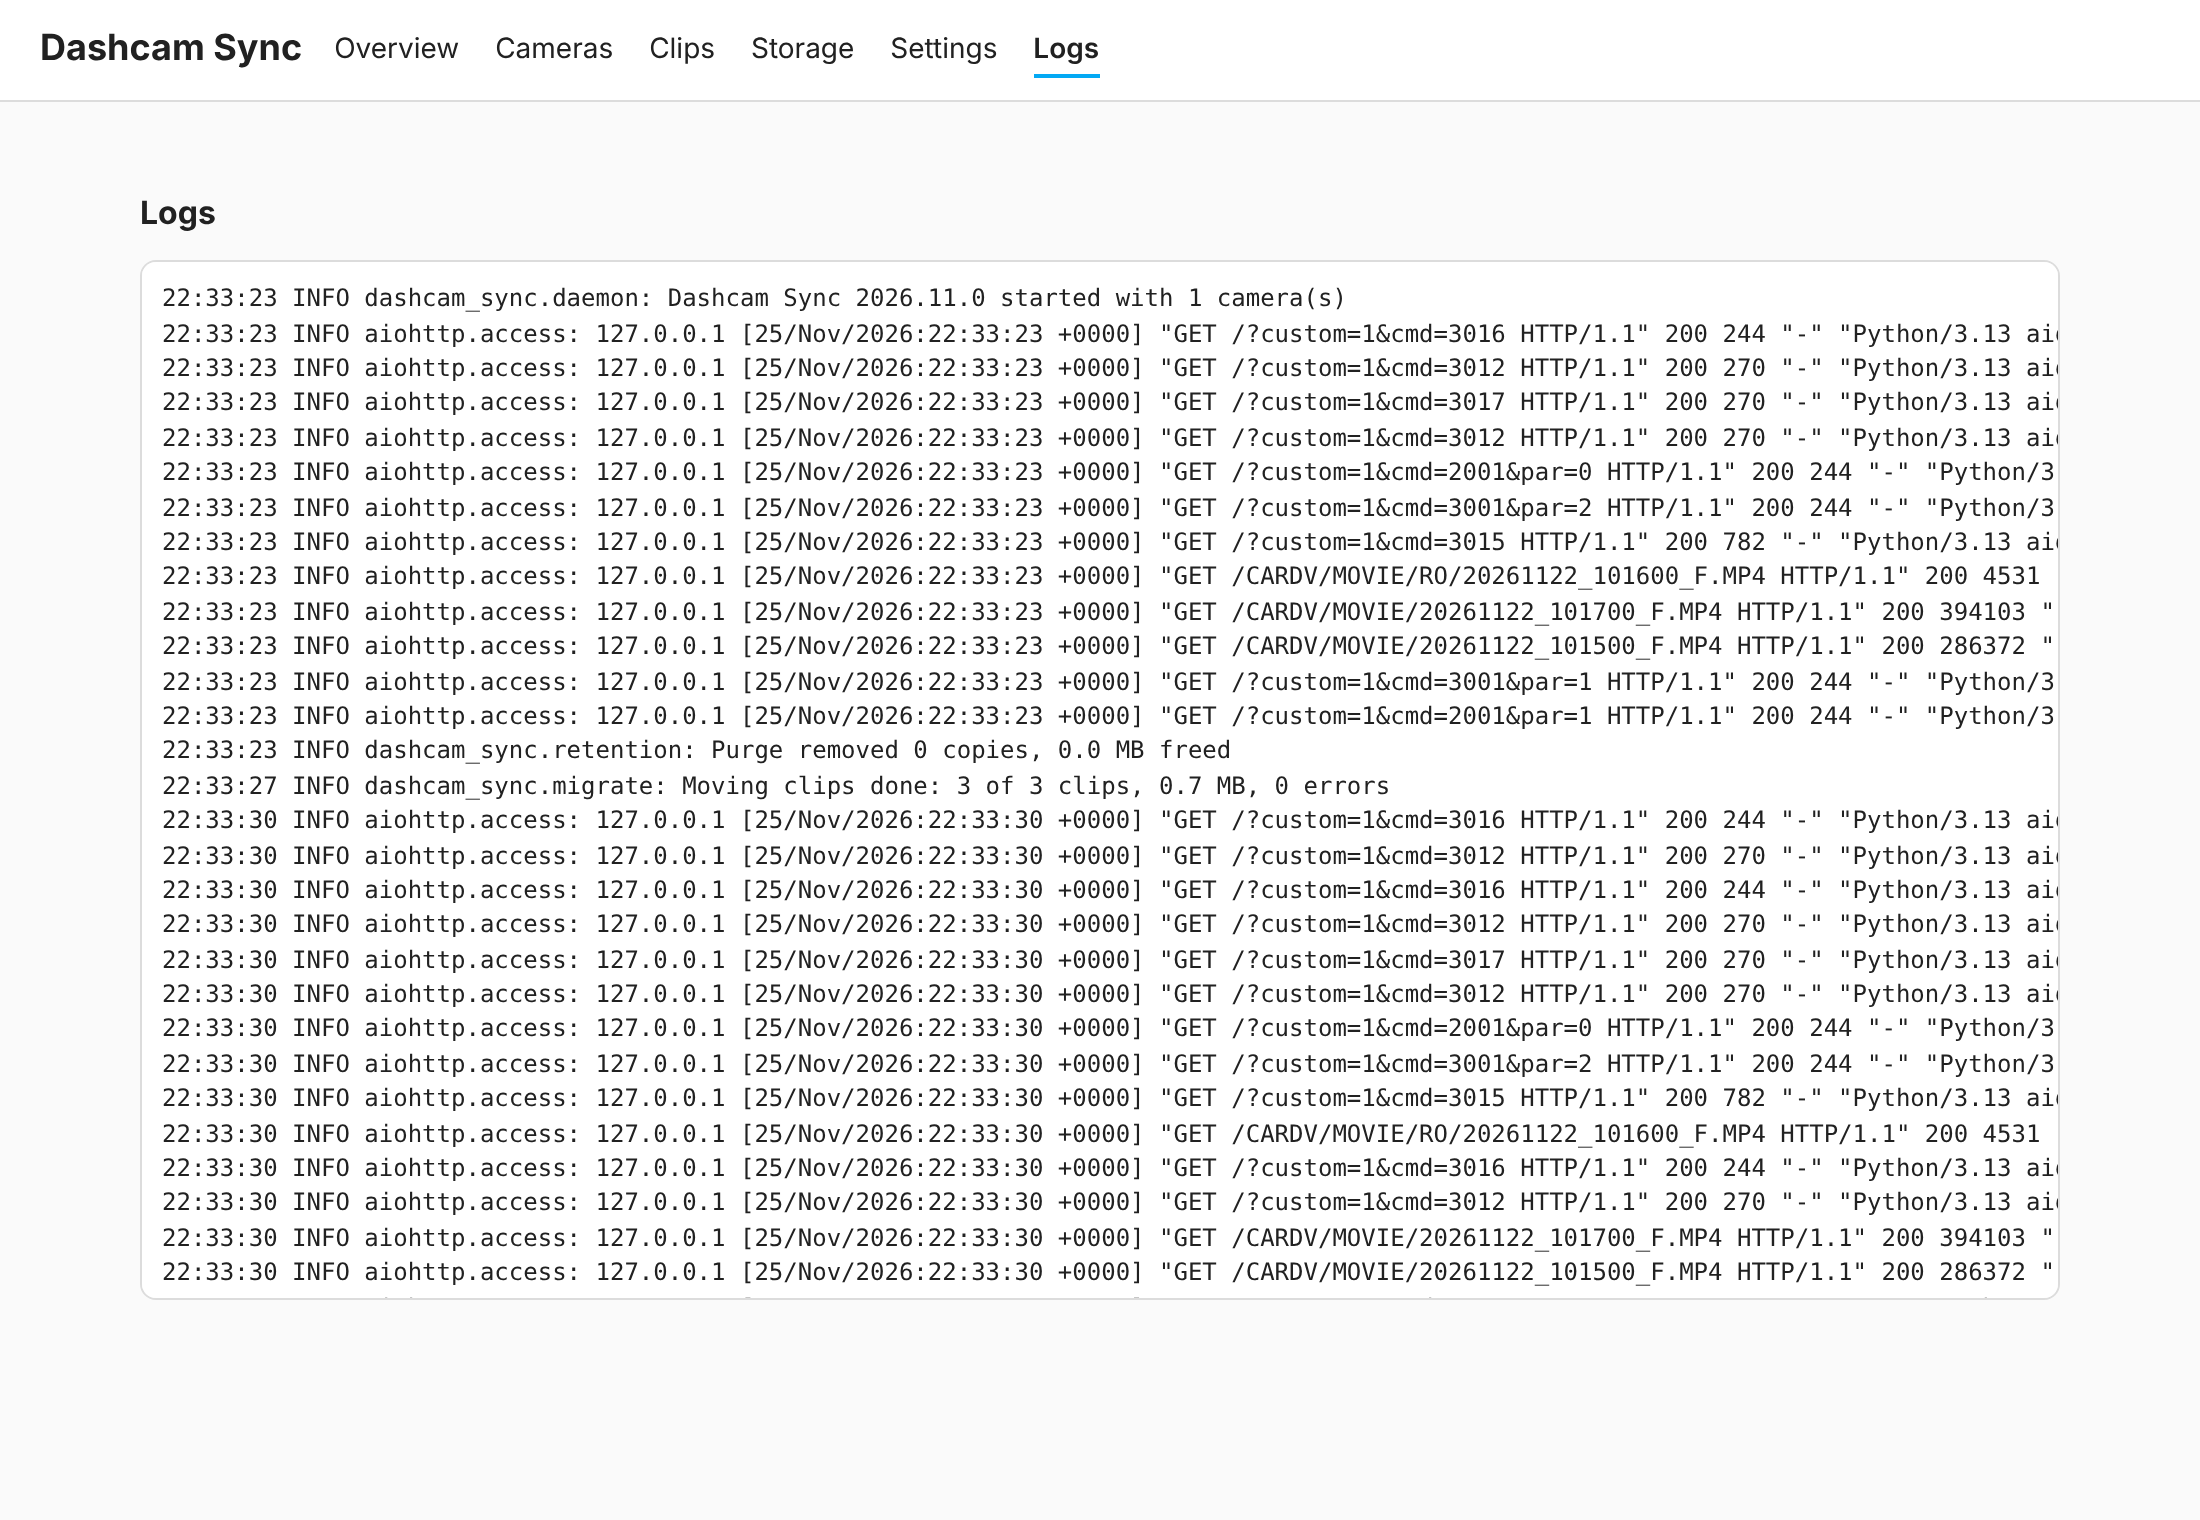 Dashcam Sync Overview Cameras Clips Storage Settings Logs
Logs
22:33:23 INFO dashcam_sync.daemon: Dashcam Sync 2026.11.0 started with 1 camera(s)
22:33:23 INFO aiohttp.access: 127.0.0.1 [25/Nov/2026:22:33:23 +0000] "GET /?custom=1&cmd=3016 HTTP/1.1" 200 244 "-" "Python/3.13 aio
22:33:23 INFO aiohttp.access: 127.0.0.1 [25/Nov/2026:22:33:23 +0000] "GET /?custom=1&cmd=3012 HTTP/1.1" 200 270 "-" "Python/3.13 aio
22:33:23 INFO aiohttp.access: 127.0.0.1 [25/Nov/2026:22:33:23 +0000] "GET /?custom=1&cmd=3017 HTTP/1.1" 200 270 "-" "Python/3.13 aio
22:33:23 INFO aiohttp.access: 127.0.0.1 [25/Nov/2026:22:33:23 +0000] "GET /?custom=1&cmd=3012 HTTP/1.1" 200 270 "-" "Python/3.13 aio
22:33:23 INFO aiohttp.access: 127.0.0.1 [25/Nov/2026:22:33:23 +0000] "GET /?custom=1&cmd=2001&par=0 HTTP/1.1" 200 244 "-" "Python/3
22:33:23 INFO aiohttp.access: 127.0.0.1 [25/Nov/2026:22:33:23 +0000] "GET /?custom=1&cmd=3001&par=2 HTTP/1.1" 200 244 "-" "Python/3
22:33:23 INFO aiohttp.access: 127.0.0.1 [25/Nov/2026:22:33:23 +0000] "GET /?custom=1&cmd=3015 HTTP/1.1" 200 782 "-" "Python/3.13 aio
22:33:23 INFO aiohttp.access: 127.0.0.1 [25/Nov/2026:22:33:23 +0000] "GET /CARDV/MOVIE/RO/20261122_101600_F.MP4 HTTP/1.1" 200 4531
22:33:23 INFO aiohttp.access: 127.0.0.1 [25/Nov/2026:22:33:23 +0000] "GET /CARDV/MOVIE/20261122_101700_F.MP4 HTTP/1.1" 200 394103 "
22:33:23 INFO aiohttp.access: 127.0.0.1 [25/Nov/2026:22:33:23 +0000] "GET /CARDV/MOVIE/20261122_101500_F.MP4 HTTP/1.1" 200 286372 "
22:33:23 INFO aiohttp.access: 127.0.0.1 [25/Nov/2026:22:33:23 +0000] "GET /?custom=1&cmd=3001&par=1 HTTP/1.1" 200 244 "-" "Python/3
22:33:23 INFO aiohttp.access: 127.0.0.1 [25/Nov/2026:22:33:23 +0000] "GET /?custom=1&cmd=2001&par=1 HTTP/1.1" 200 244 "-" "Python/3
22:33:23 INFO dashcam_sync.retention: Purge removed 0 copies, 0.0 MB freed
22:33:27 INFO dashcam_sync.migrate: Moving clips done: 3 of 3 clips, 0.7 MB, 0 errors
22:33:30 INFO aiohttp.access: 127.0.0.1 [25/Nov/2026:22:33:30 +0000] "GET /?custom=1&cmd=3016 HTTP/1.1" 200 244 "-" "Python/3.13 aio
22:33:30 INFO aiohttp.access: 127.0.0.1 [25/Nov/2026:22:33:30 +0000] "GET /?custom=1&cmd=3012 HTTP/1.1" 200 270 "-" "Python/3.13 aio
22:33:30 INFO aiohttp.access: 127.0.0.1 [25/Nov/2026:22:33:30 +0000] "GET /?custom=1&cmd=3016 HTTP/1.1" 200 244 "-" "Python/3.13 aio
22:33:30 INFO aiohttp.access: 127.0.0.1 [25/Nov/2026:22:33:30 +0000] "GET /?custom=1&cmd=3012 HTTP/1.1" 200 270 "-" "Python/3.13 aio
22:33:30 INFO aiohttp.access: 127.0.0.1 [25/Nov/2026:22:33:30 +0000] "GET /?custom=1&cmd=3017 HTTP/1.1" 200 270 "-" "Python/3.13 aio
22:33:30 INFO aiohttp.access: 127.0.0.1 [25/Nov/2026:22:33:30 +0000] "GET /?custom=1&cmd=3012 HTTP/1.1" 200 270 "-" "Python/3.13 aio
22:33:30 INFO aiohttp.access: 127.0.0.1 [25/Nov/2026:22:33:30 +0000] "GET /?custom=1&cmd=2001&par=0 HTTP/1.1" 200 244 "-" "Python/3
22:33:30 INFO aiohttp.access: 127.0.0.1 [25/Nov/2026:22:33:30 +0000] "GET /?custom=1&cmd=3001&par=2 HTTP/1.1" 200 244 "-" "Python/3
22:33:30 INFO aiohttp.access: 127.0.0.1 [25/Nov/2026:22:33:30 +0000] "GET /?custom=1&cmd=3015 HTTP/1.1" 200 782 "-" "Python/3.13 aio
22:33:30 INFO aiohttp.access: 127.0.0.1 [25/Nov/2026:22:33:30 +0000] "GET /CARDV/MOVIE/RO/20261122_101600_F.MP4 HTTP/1.1" 200 4531
22:33:30 INFO aiohttp.access: 127.0.0.1 [25/Nov/2026:22:33:30 +0000] "GET /?custom=1&cmd=3016 HTTP/1.1" 200 244 "-" "Python/3.13 aio
22:33:30 INFO aiohttp.access: 127.0.0.1 [25/Nov/2026:22:33:30 +0000] "GET /?custom=1&cmd=3012 HTTP/1.1" 200 270 "-" "Python/3.13 aio
22:33:30 INFO aiohttp.access: 127.0.0.1 [25/Nov/2026:22:33:30 +0000] "GET /CARDV/MOVIE/20261122_101700_F.MP4 HTTP/1.1" 200 394103 "
22:33:30 INFO aiohttp.access: 127.0.0.1 [25/Nov/2026:22:33:30 +0000] "GET /CARDV/MOVIE/20261122_101500_F.MP4 HTTP/1.1" 200 286372 "